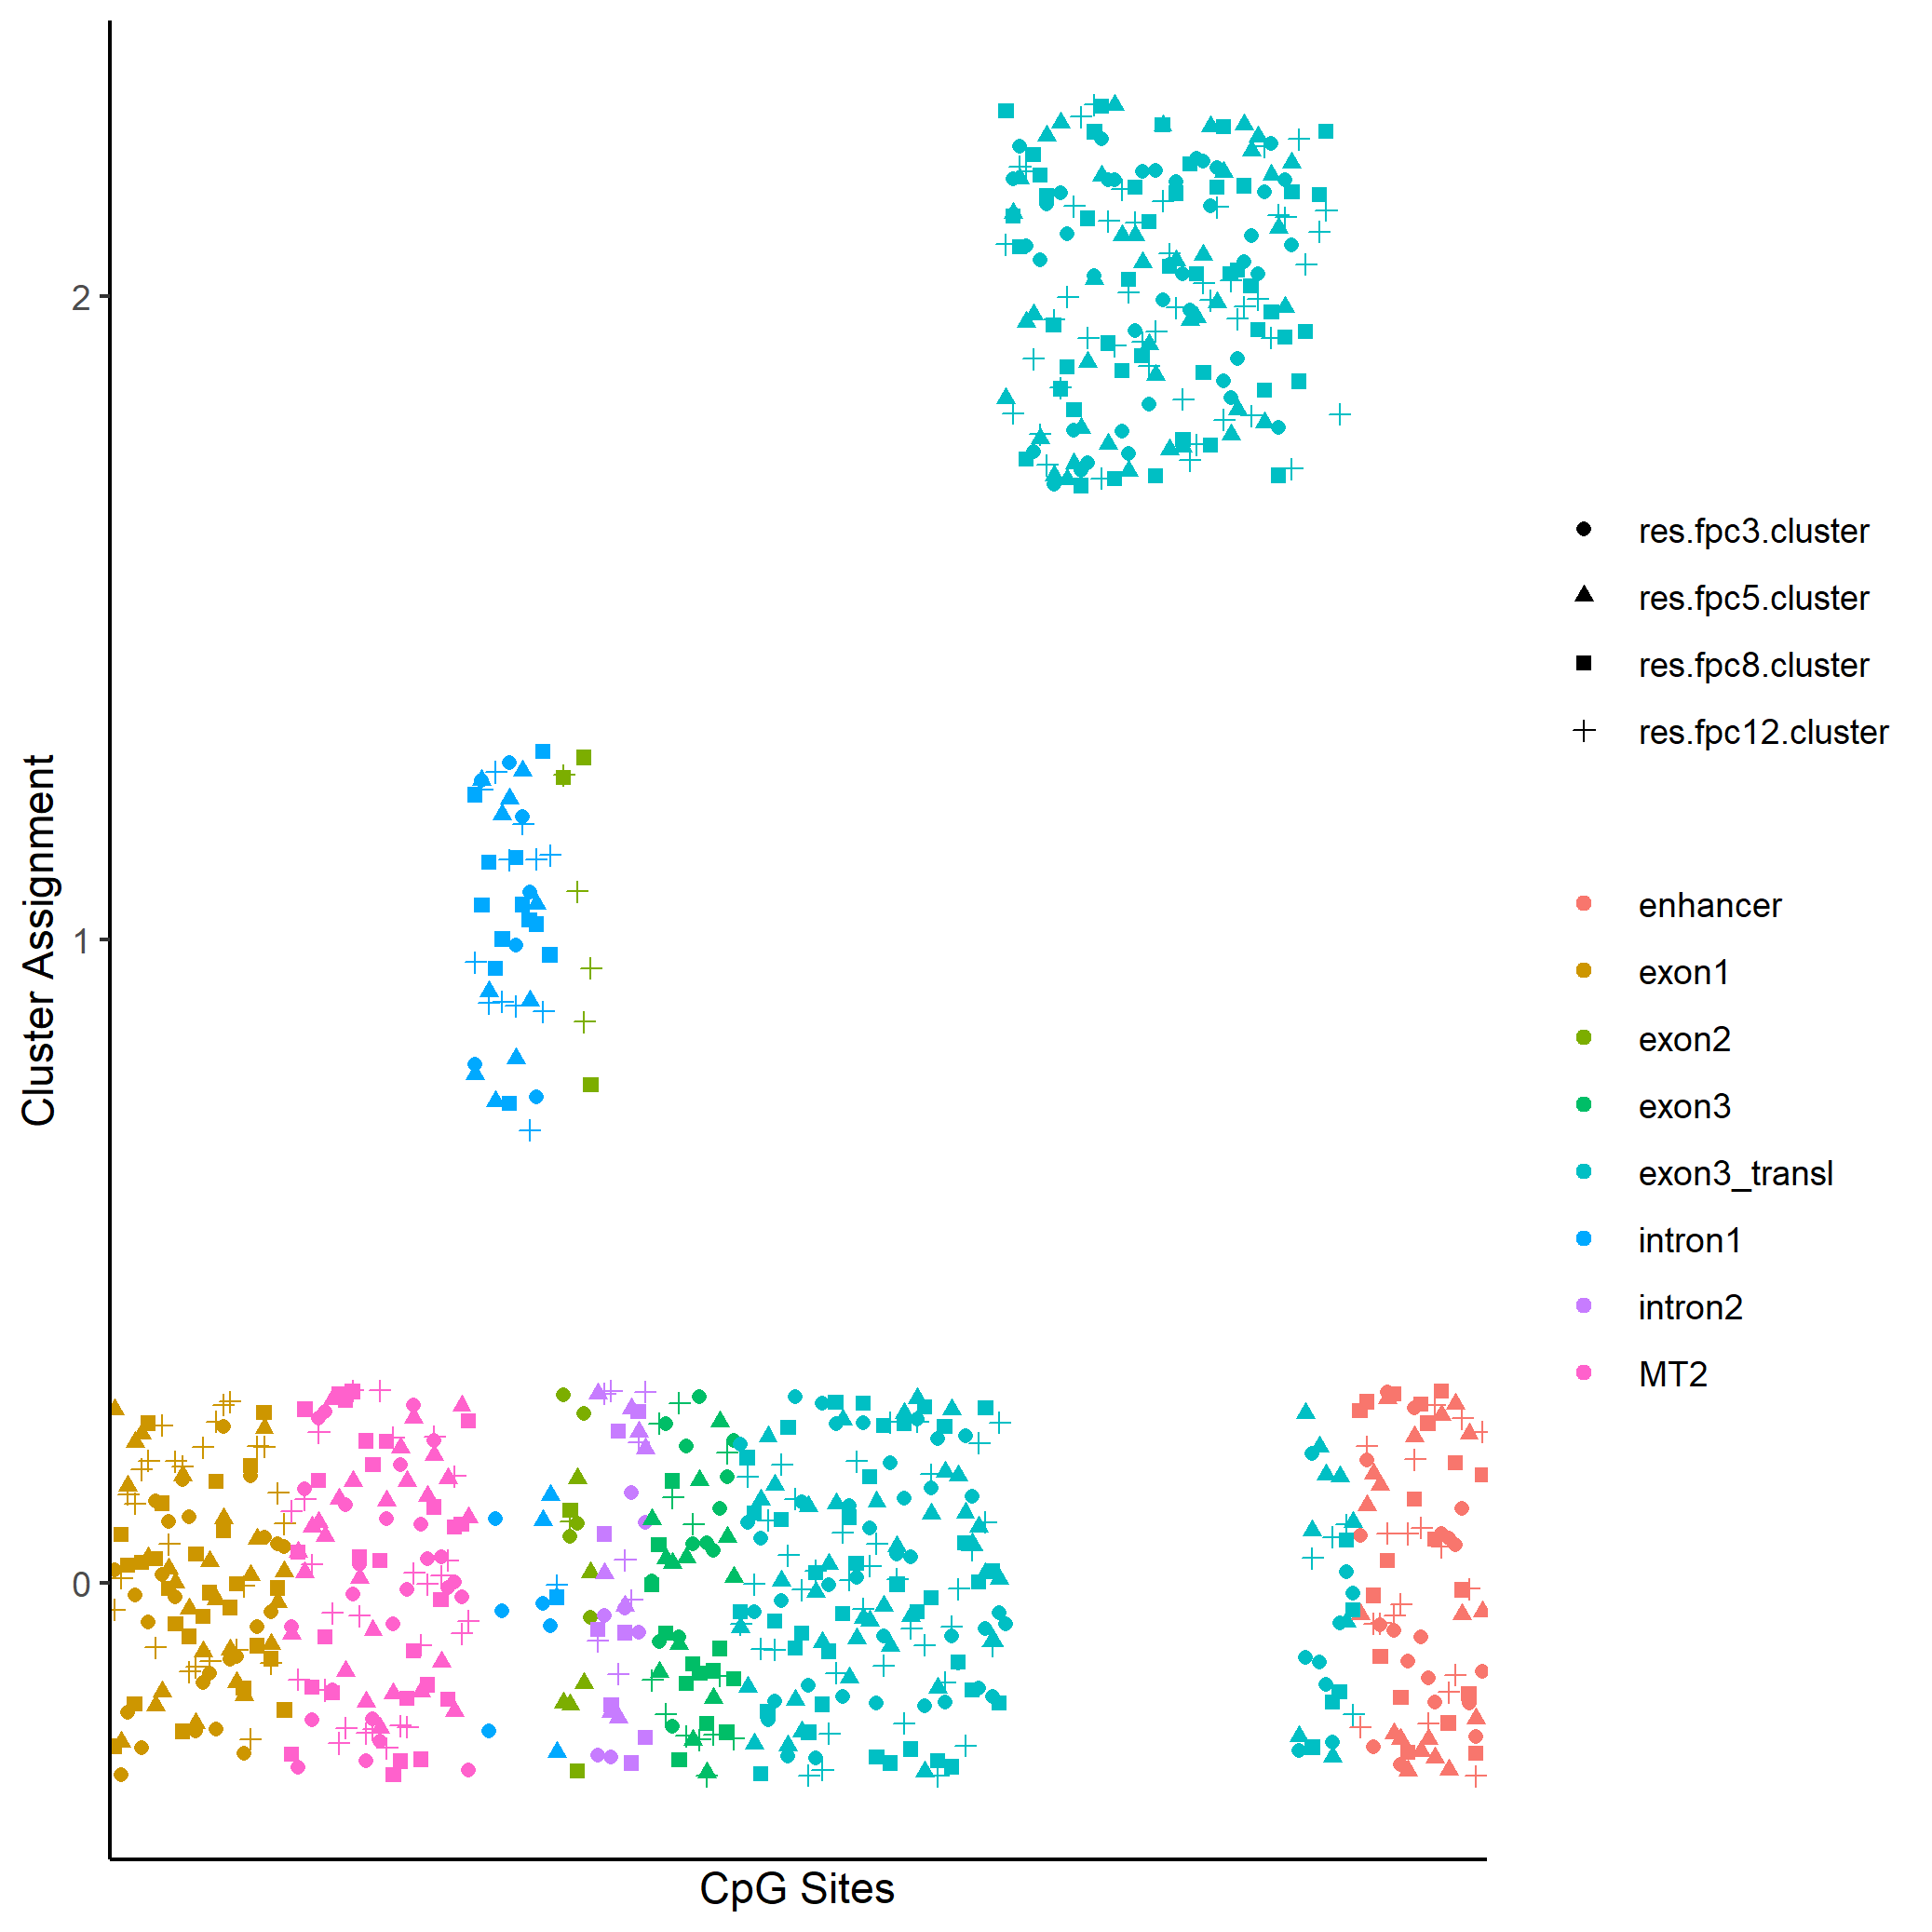 2
1
0
Cluster Assignment
CpG Sites
res.fpc3.cluster
res.fpc5.cluster
res.fpc8.cluster
res.fpc12.cluster
enhancer
exon1
exon2
exon3
exon3_transl
intron1
intron2
MT2